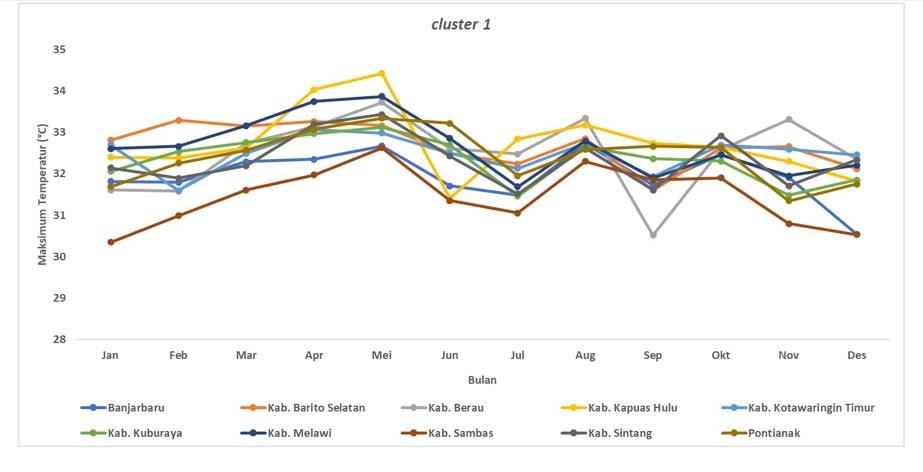 cluster 1
35
34
33
32
31
30
29
28
Maksimum Temperatur (°C)
Jan Feb Mar Apr Mei Jun Jul Aug Sep Okt Nov Des
Bulan
Banjarbaru Kab. Barito Selatan Kab. Berau Kab. Kapuas Hulu Kab. Kotawaringin Timur
Kab. Kuburaya Kab. Melawi Kab. Sambas Kab. Sintang Pontianak